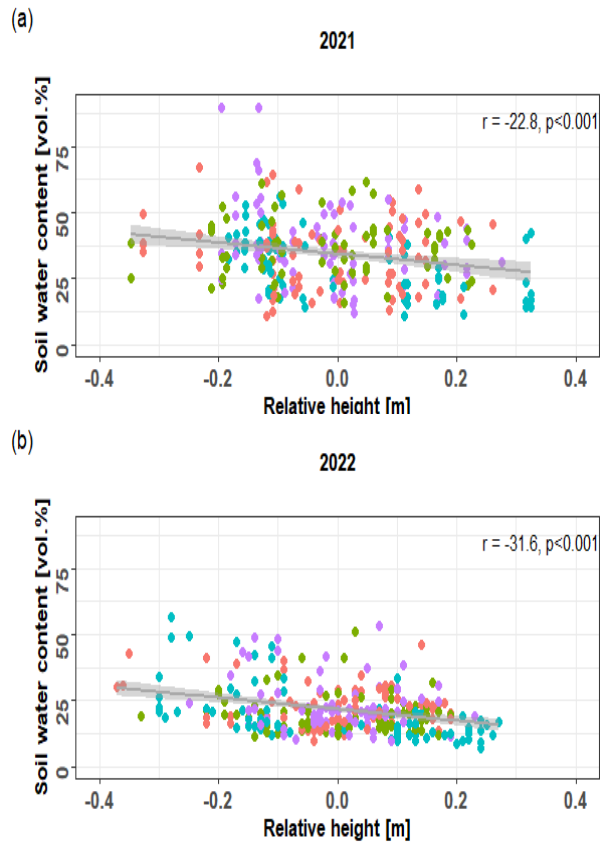 (a)
2021
r = -22.8, p<0.001
Soil water content [vol.%]
75
50
25
0
-0.4 -0.2 0.0 0.2 0.4
Relative height [m]
(b)
2022
r = -31.6, p<0.001
Soil water content [vol.%]
75
50
25
0
-0.4 -0.2 0.0 0.2 0.4
Relative height [m]